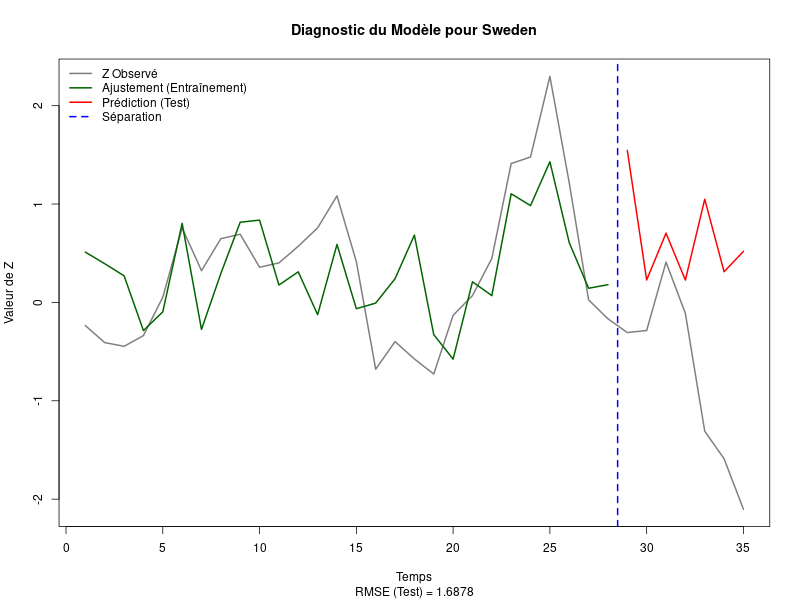 Diagnostic du Modèle pour Sweden
Z Observé
Ajustement (Entraînement)
Prédiction (Test)
Séparation
Valeur de Z
2
1
0
-1
-2
0 5 10 15 20 25 30 35
Temps
RMSE (Test) = 1.6878